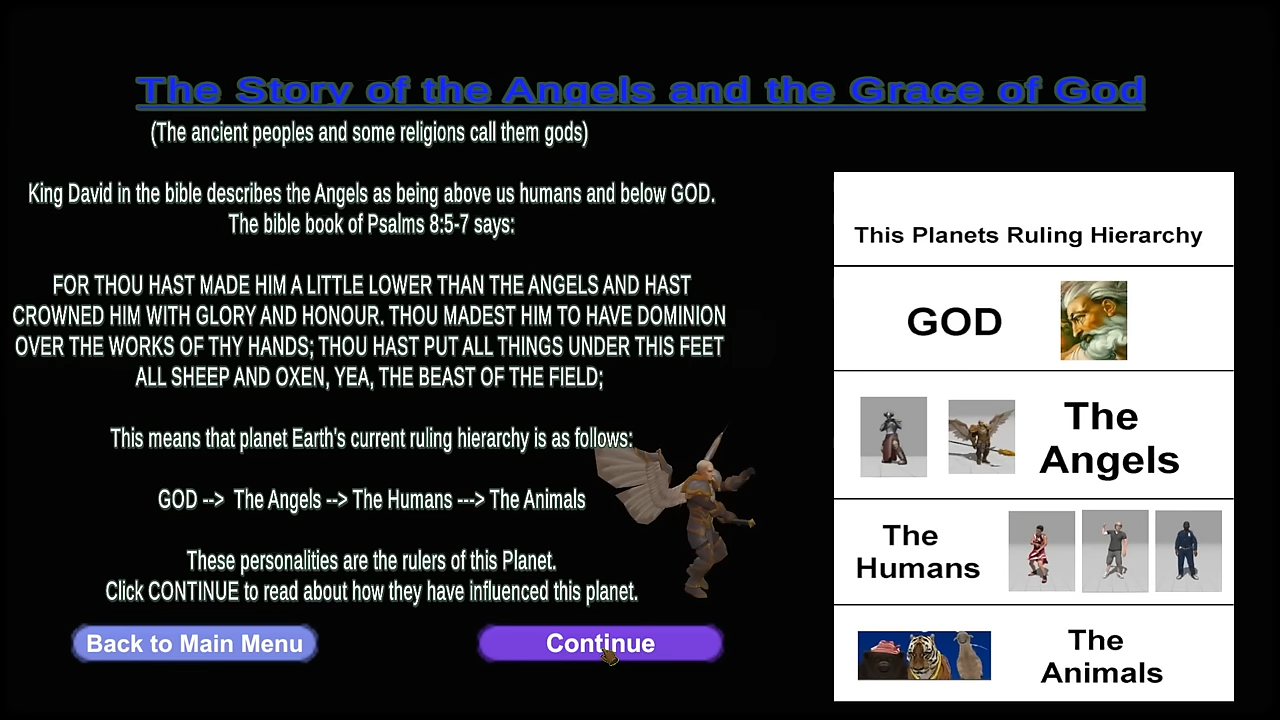 The Story of the Angels and the Grace of God
(The ancient peoples and some religions call them gods)
King David in the bible describes the Angels as being above us humans and below GOD.
The bible book of Psalms 8:5-7 says:
FOR THOU HAST MADE HIM A LITTLE LOWER THAN THE ANGELS AND HAST
CROWNED HIM WITH GLORY AND HONOUR. THOU MADEST HIM TO HAVE DOMINION
OVER THE WORKS OF THY HANDS; THOU HAST PUT ALL THINGS UNDER THIS FEET
ALL SHEEP AND OXEN, YEA, THE BEAST OF THE FIELD;
This means that planet Earth's current ruling hierarchy is as follows:
GOD --> The Angels --> The Humans ---> The Animals
These personalities are the rulers of this Planet.
Click CONTINUE to read about how they have influenced this planet.
Back to Main Menu
Continue
This Planets Ruling Hierarchy
GOD
The
Angels
The
Humans
The
Animals